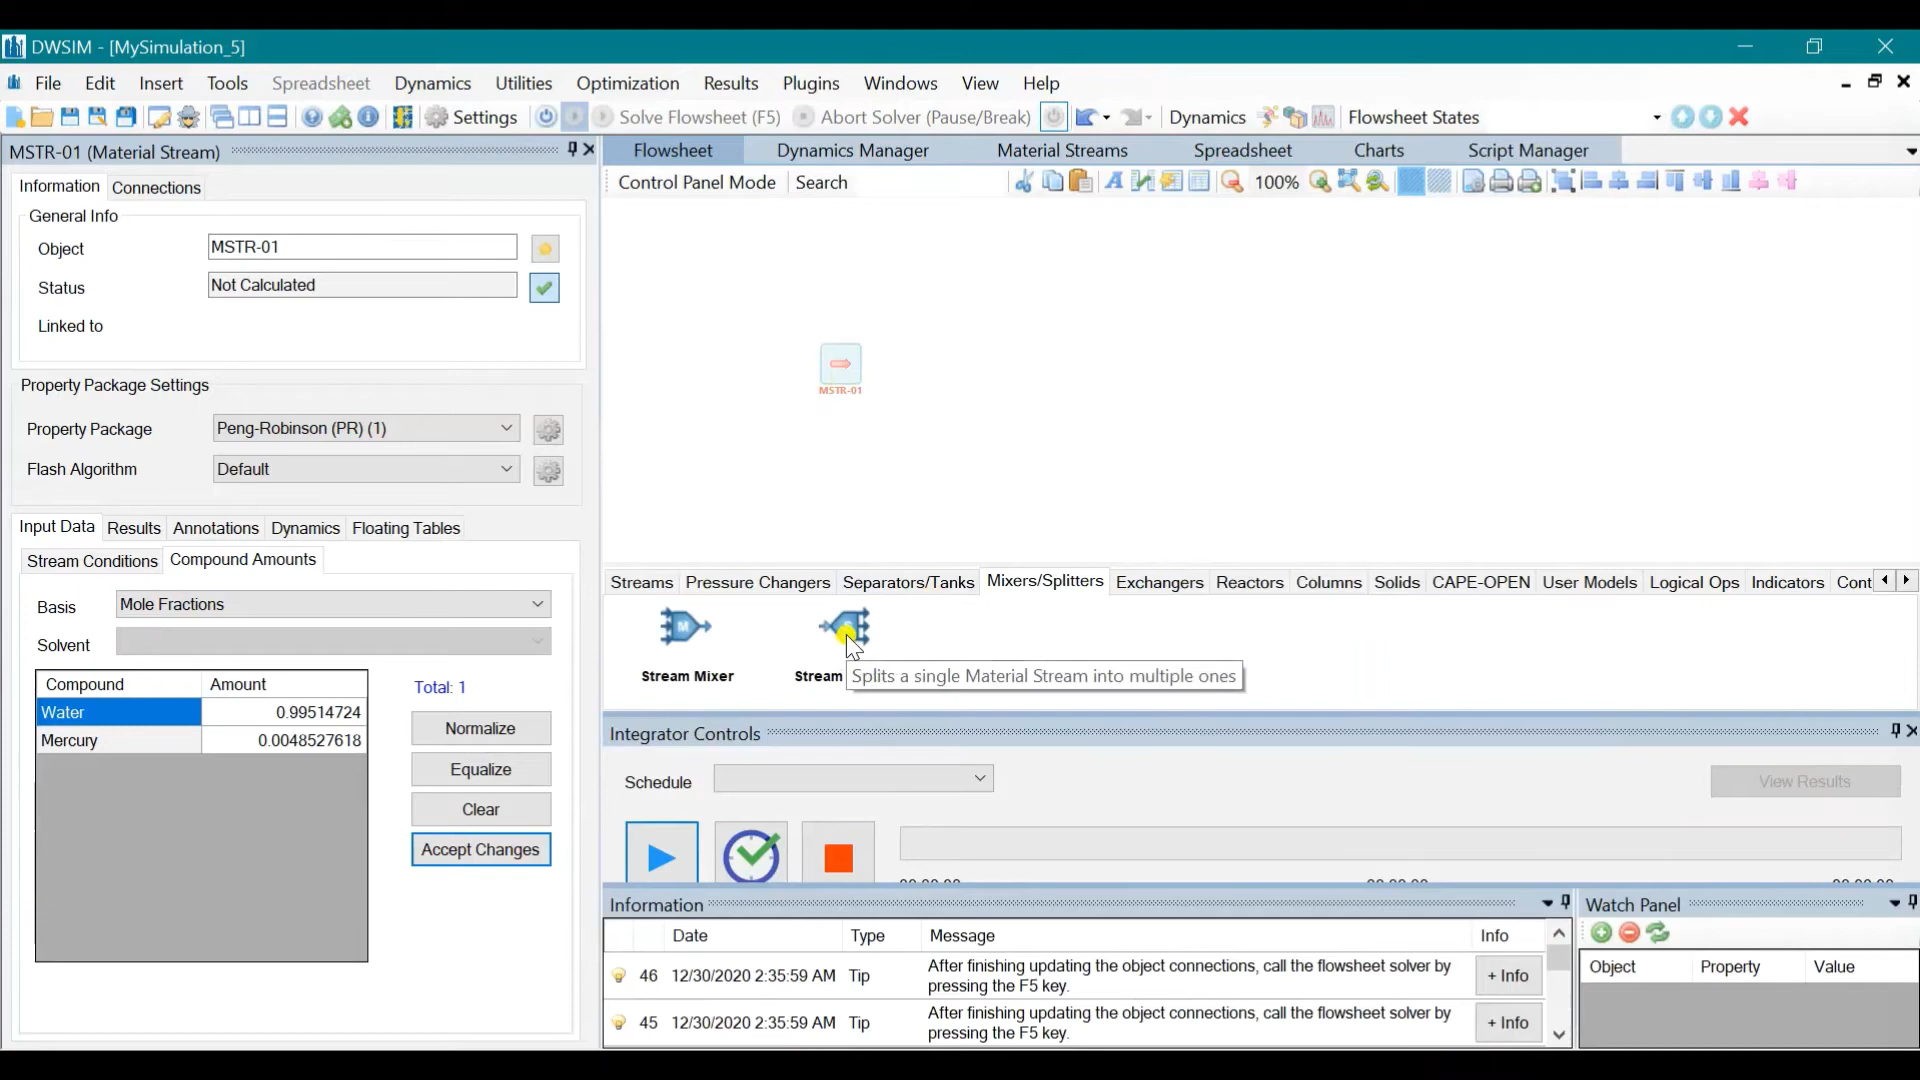 DWSIM - [MySimulation_5]
File Edit Insert Tools Spreadsheet Dynamics Utilities Optimization Results Plugins Windows View Help
Settings Solve Flowsheet (F5) Abort Solver (Pause/Break) Dynamics Flowsheet States
MSTR-01 (Material Stream)
Information Connections
General Info
Object MSTR-01
Status Not Calculated
Linked to
Property Package Settings
Property Package Peng-Robinson (PR) (1)
Flash Algorithm Default
Input Data Results Annotations Dynamics Floating Tables
Stream Conditions Compound Amounts
Basis Mole Fractions
Solvent
Compound Amount
Water 0.99514724
Mercury 0.0048527618
Total: 1
Normalize
Equalize
Clear
Accept Changes
Flowsheet Dynamics Manager Material Streams Spreadsheet Charts Script Manager
Control Panel Mode Search 100%
MSTR-01
Streams Pressure Changers Separators/Tanks Mixers/Splitters Exchangers Reactors Columns Solids CAPE-OPEN User Models Logical Ops Indicators Cont
M
Stream Mixer Stream
Splits a single Material Stream into multiple ones
Integrator Controls
Schedule View Results
00:00:00 00:00:00 00:00:00
Information
Date Type Message Info
46 12/30/2020 2:35:59 AM Tip After finishing updating the object connections, call the flowsheet solver by
pressing the F5 key. + Info
45 12/30/2020 2:35:59 AM Tip After finishing updating the object connections, call the flowsheet solver by
pressing the F5 key. + Info
Watch Panel
Object Property Value